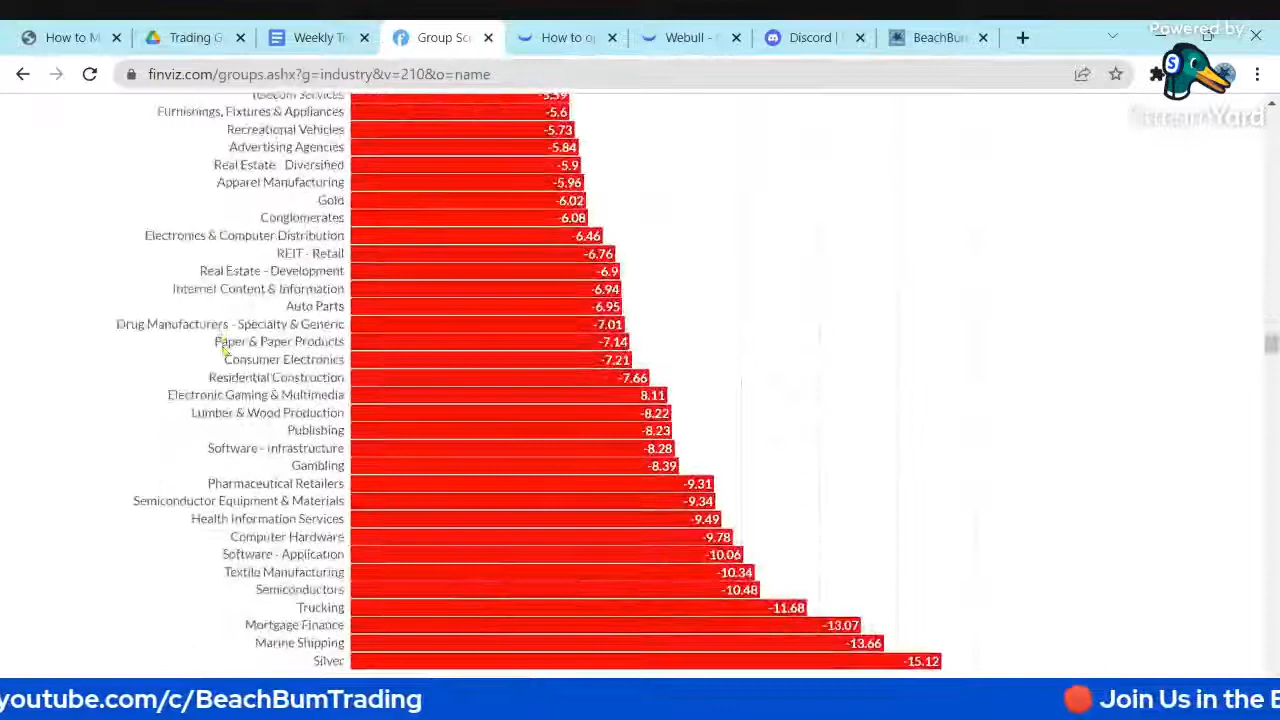 Powered by
StreamYard
How to M
Trading G
Weekly Tr
Group Sc
How to o
Webull -
Discord |
BeachBun
finviz.com/groups.ashx?g=industry&v=210&o=name
Telecom Services -5.59
Furnishings, Fixtures & Appliances -5.6
Recreational Vehicles -5.73
Advertising Agencies -5.84
Real Estate - Diversified -5.9
Apparel Manufacturing -5.96
Gold -6.02
Conglomerates -6.08
Electronics & Computer Distribution -6.46
REIT - Retail -6.76
Real Estate - Development -6.9
Internet Content & Information -6.94
Auto Parts -6.95
Drug Manufacturers - Specialty & Generic -7.01
Paper & Paper Products -7.14
Consumer Electronics -7.21
Residential Construction -7.66
Electronic Gaming & Multimedia 8.11
Lumber & Wood Production -8.22
Publishing -8.23
Software - Infrastructure -8.28
Gambling -8.39
Pharmaceutical Retailers -9.31
Semiconductor Equipment & Materials -9.34
Health Information Services -9.49
Computer Hardware -9.78
Software - Application -10.06
Textile Manufacturing -10.34
Semiconductors -10.48
Trucking -11.68
Mortgage Finance -13.07
Marine Shipping -13.66
Silver -15.12
youtube.com/c/BeachBumTrading
Join Us in the